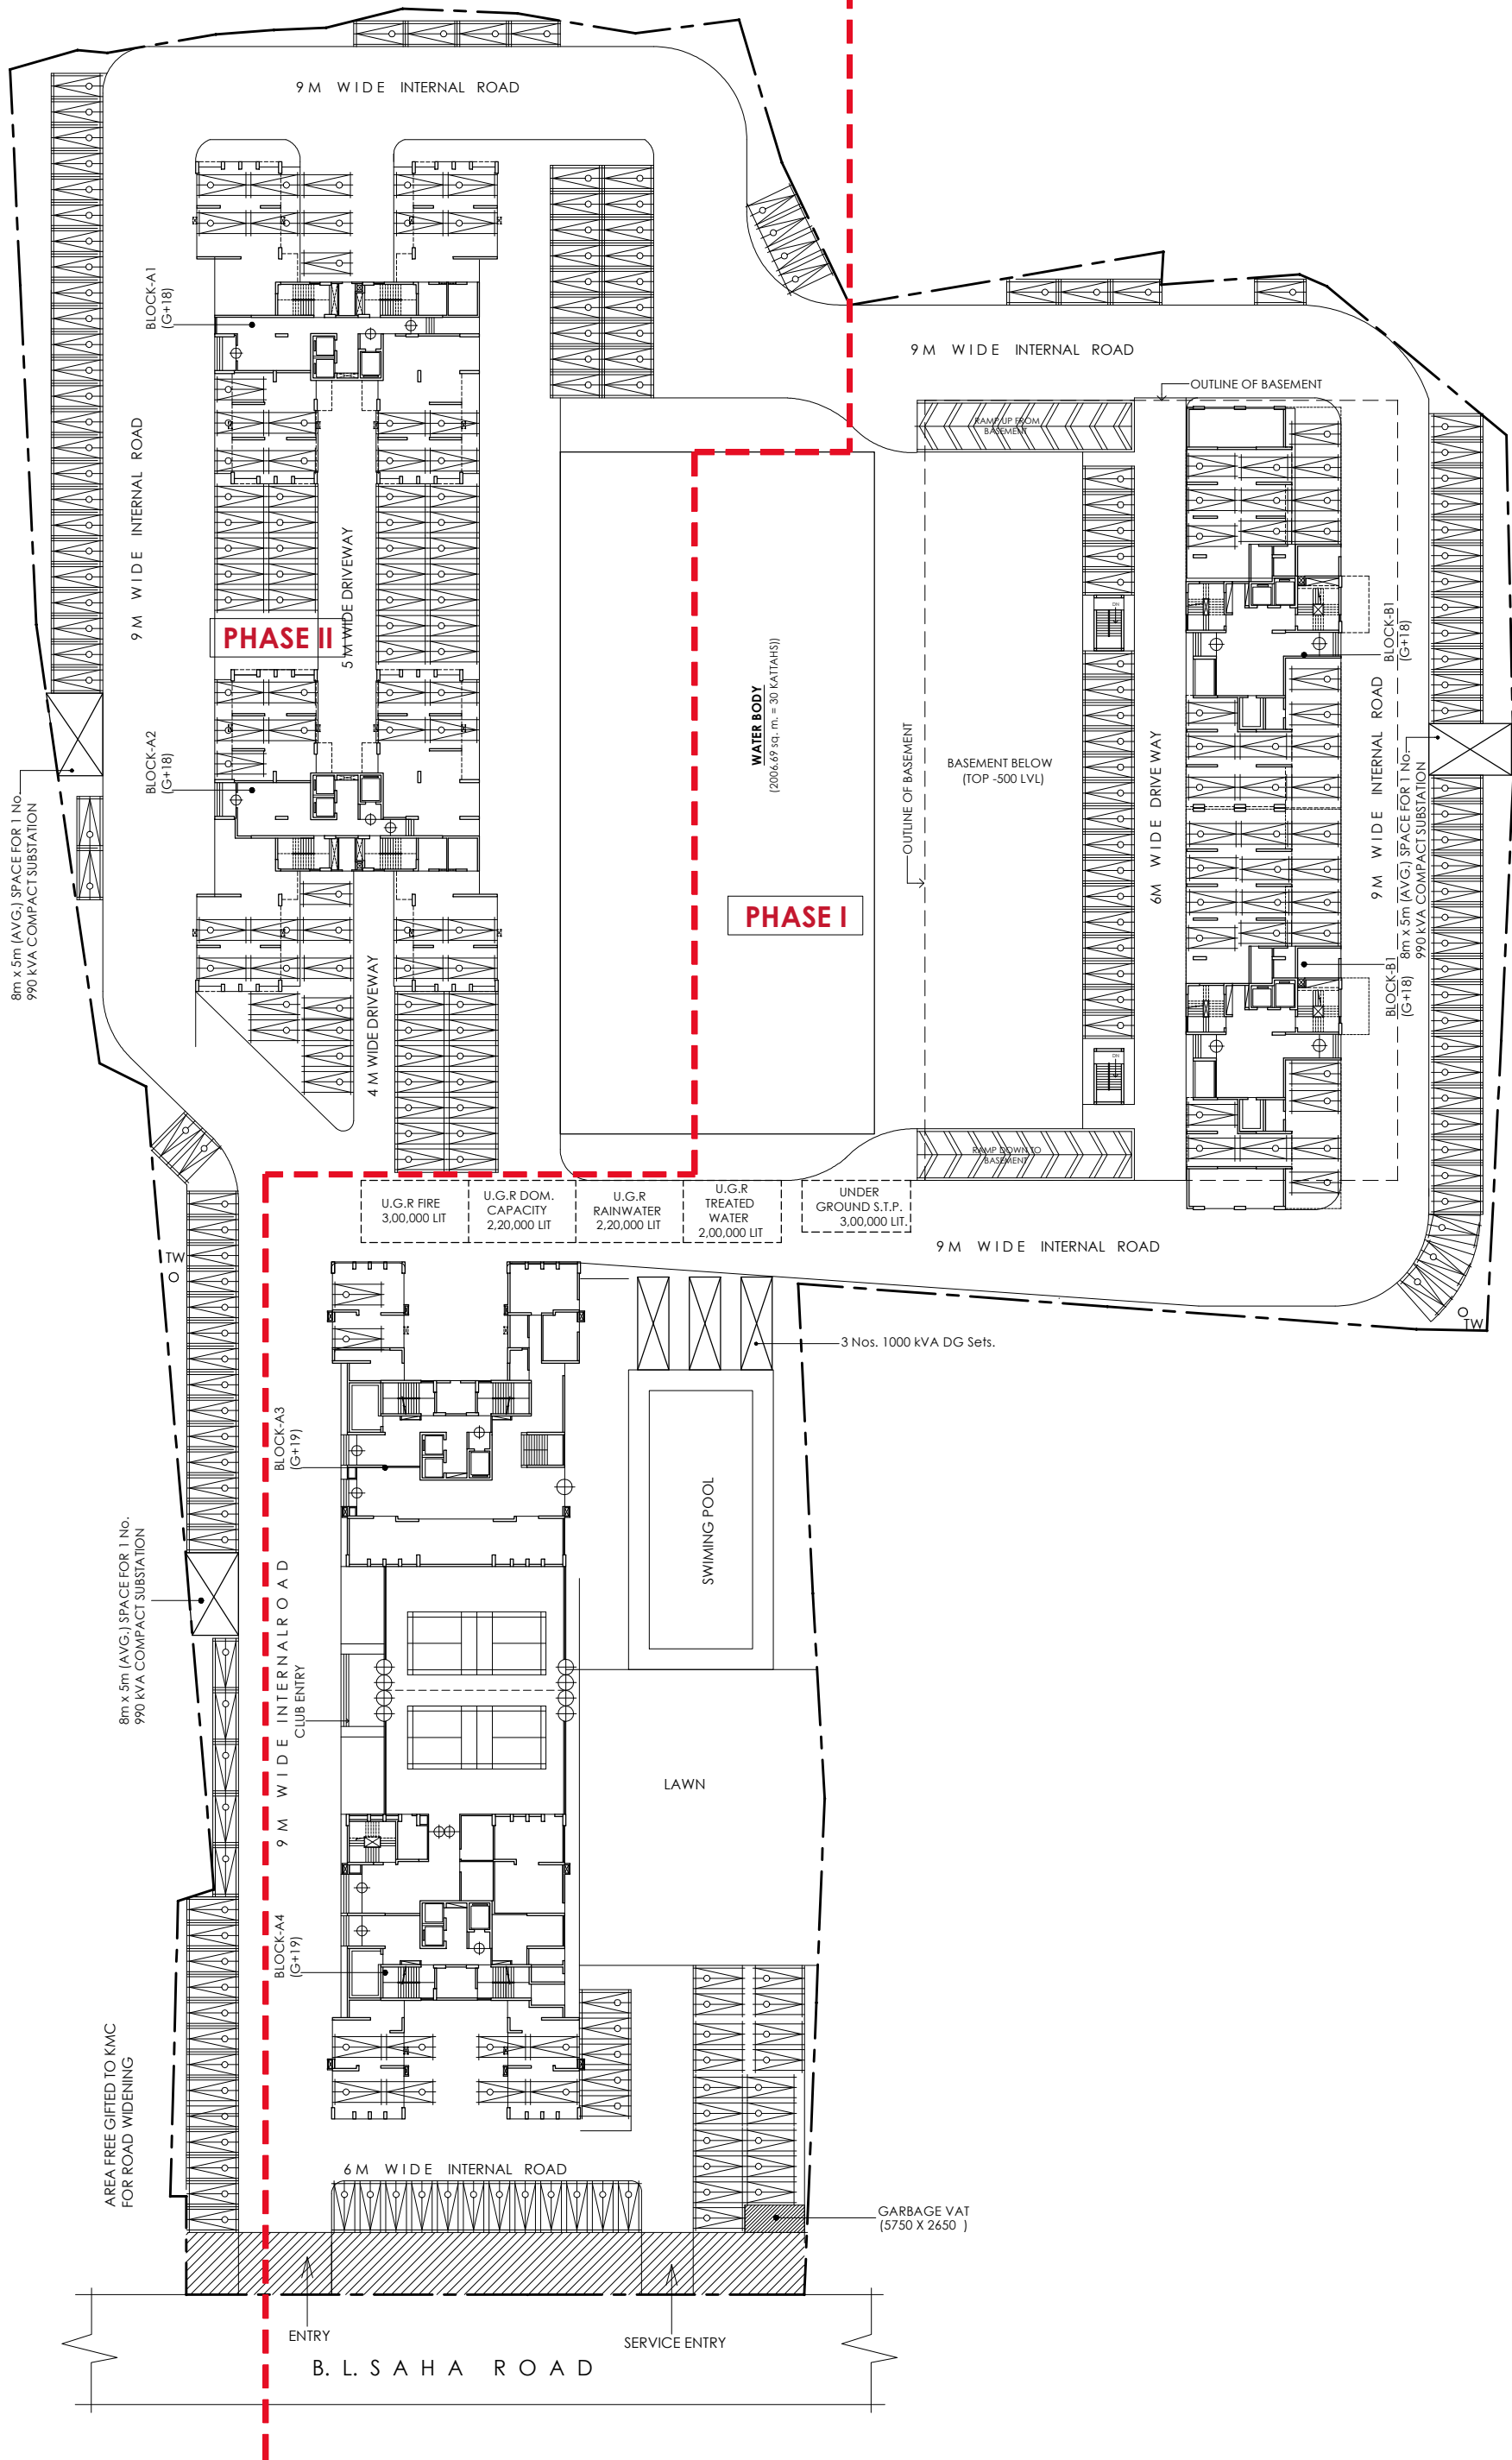 9 M WIDE INTERNAL ROAD
BLOCK-A1
(G+18)
9 M WIDE INTERNAL ROAD
OUTLINE OF BASEMENT
RAMP UP FROM
BASEMENT
9 M WIDE INTERNAL ROAD
5 M WIDE DRIVEWAY
PHASE II
DN
BLOCK-B1
(G+18)
WATER BODY
(2006.69 sq. m. = 30 KATTAHS))
BLOCK-A2
(G+18)
OUTLINE OF BASEMENT
BASEMENT BELOW
(TOP -500 LVL)
6M WIDE DRIVE WAY
9 M WIDE INTERNAL ROAD
8m x 5m (AVG.) SPACE FOR 1 No.
990 kVA COMPACT SUBSTATION
8m x 5m (AVG.) SPACE FOR 1 No.
990 kVA COMPACT SUBSTATION
PHASE I
BLOCK-B1
(G+18)
4 M WIDE DRIVEWAY
DN
RAMP DOWN TO
BASEMENT
U.G.R FIRE
3,00,000 LIT
U.G.R DOM.
CAPACITY
2,20,000 LIT
U.G.R
RAINWATER
2,20,000 LIT
U.G.R
TREATED
WATER
2,00,000 LIT
UNDER
GROUND S.T.P.
3,00,000 LIT.
9 M WIDE INTERNAL ROAD
TW
TW
3 Nos. 1000 kVA DG Sets.
BLOCK-A3
(G+19)
SWIMING POOL
8m x 5m (AVG.) SPACE FOR 1 No.
990 kVA COMPACT SUBSTATION
9 M WIDE INTERNALROAD
CLUB ENTRY
LAWN
BLOCK-A4
(G+19)
AREA FREE GIFTED TO KMC
FOR ROAD WIDENING
6 M WIDE INTERNAL ROAD
GARBAGE VAT
(5750 X 2650 )
ENTRY
SERVICE ENTRY
B. L. SAHA ROAD